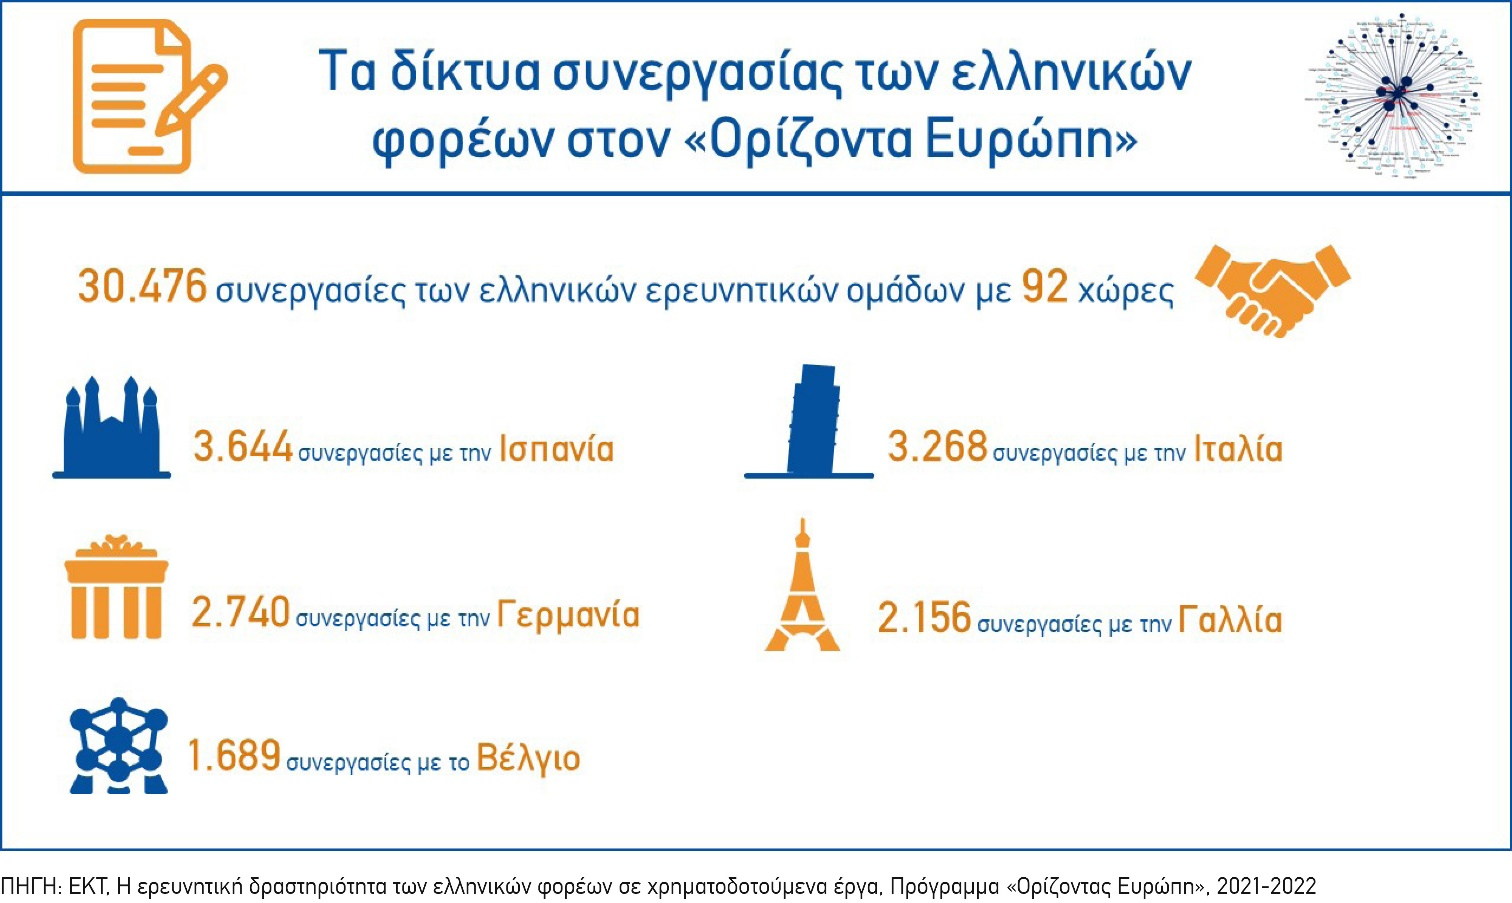 Τα δίκτυα συνεργασίας των ελληνικών
φορέων στον «Ορίζοντα Ευρώπη»
30.476 συνεργασίες των ελληνικών ερευνητικών ομάδων με 92 χώρες
3.644 συνεργασίες με την Ισπανία
3.268 συνεργασίες με την Ιταλία
2.740 συνεργασίες με την Γερμανία
2.156 συνεργασίες με την Γαλλία
1.689 συνεργασίες με το Βέλγιο
ΠΗΓΗ: ΕΚΤ, Η ερευνητική δραστηριότητα των ελληνικών φορέων σε χρηματοδοτούμενα έργα, Πρόγραμμα «Ορίζοντας Ευρώπη», 2021-2022